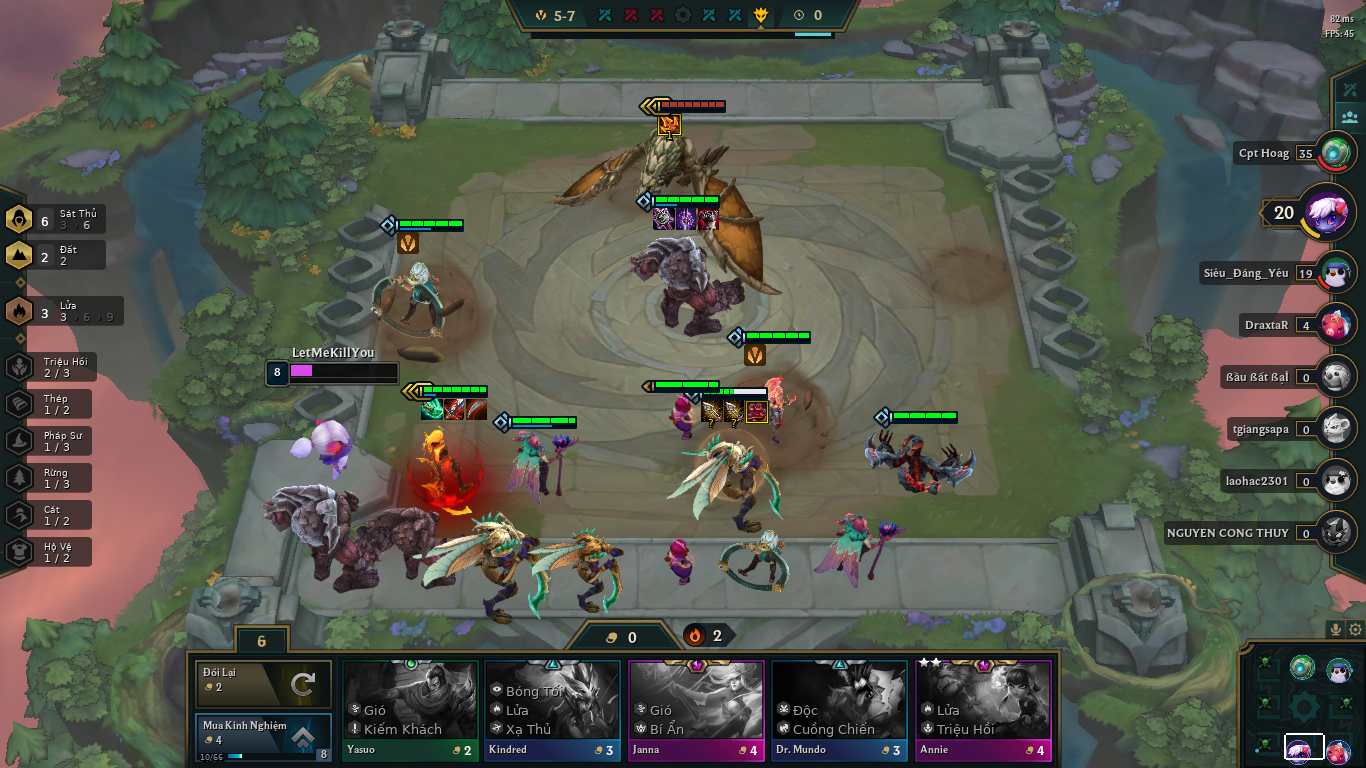 5-7
0
82 ms
FPS: 45
Cpt Hoag 35
20
Siêu_Đáng_Yêu 19
DraxtaR 4
ßàu ßát ßạI 0
tgiangsapa 0
laohac2301 0
NGUYEN CONG THUY 0
6 Sát Thủ
3 › 6
2 Đất
2
3 Lửa
3 › 6 › 9
Triệu Hồi
2 / 3
Thép
1 / 2
Pháp Sư
1 / 3
Rừng
1 / 3
Cát
1 / 2
Hộ Vệ
1 / 2
LetMeKillYou
8
6
0
2
Đổi Lại
2
Mua Kinh Nghiệm
4
10/66
8
Gió
Kiếm Khách
Yasuo 2
Bóng Tối
Lửa
Xạ Thủ
Kindred 3
Gió
Bí Ẩn
Janna 4
Độc
Cuồng Chiến
Dr. Mundo 3
Lửa
Triệu Hồi
Annie 4